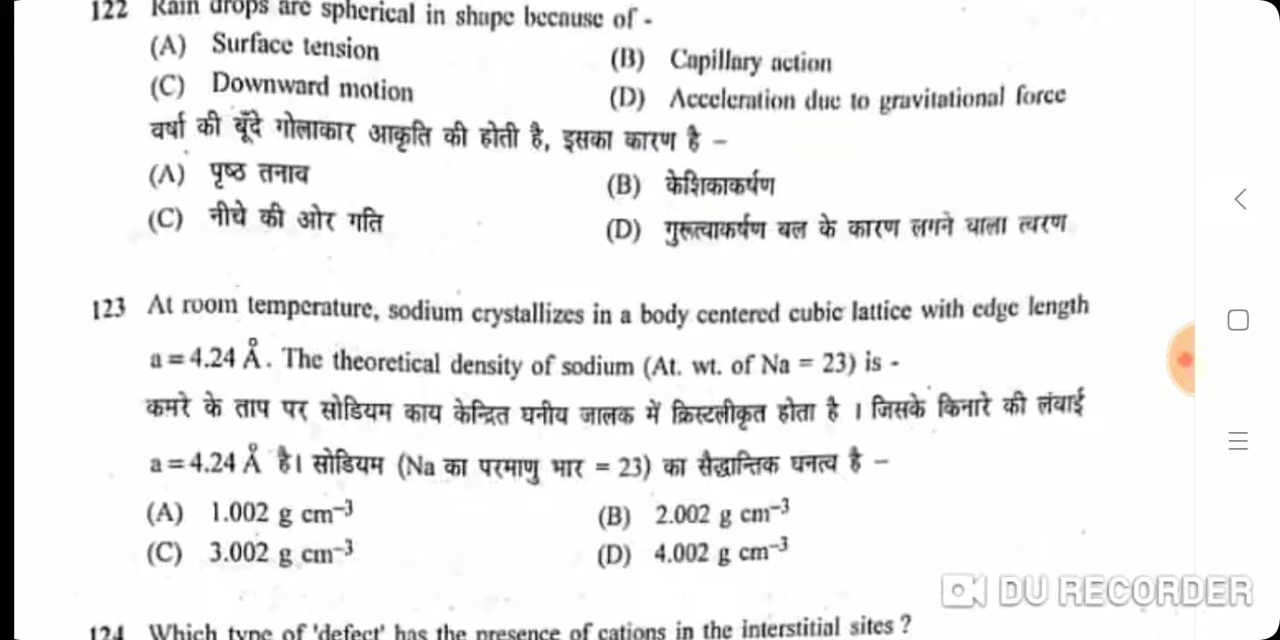 122 Rain drops are spherical in shape because of -
(A) Surface tension (B) Capillary action
(C) Downward motion (D) Acceleration due to gravitational force
वर्षा की बूँदे गोलाकार आकृति की होती है, इसका कारण है –
(A) पृष्ठ तनाव (B) केशिकाकर्षण
(C) नीचे की ओर गति (D) गुरूत्वाकर्षण बल के कारण लगने वाला त्वरण
123 At room temperature, sodium crystallizes in a body centered cubic lattice with edge length
a = 4.24 Å. The theoretical density of sodium (At. wt. of Na = 23) is -
कमरे के ताप पर सोडियम काय केन्द्रित घनीय जालक में क्रिस्टलीकृत होता है । जिसके किनारे की लंबाई
a = 4.24 Å है। सोडियम (Na का परमाणु भार = 23) का सैद्धान्तिक घनत्व है –
(A) 1.002 g cm⁻³ (B) 2.002 g cm⁻³
(C) 3.002 g cm⁻³ (D) 4.002 g cm⁻³
124 Which type of 'defect' has the presence of cations in the interstitial sites ?
DU RECORDER